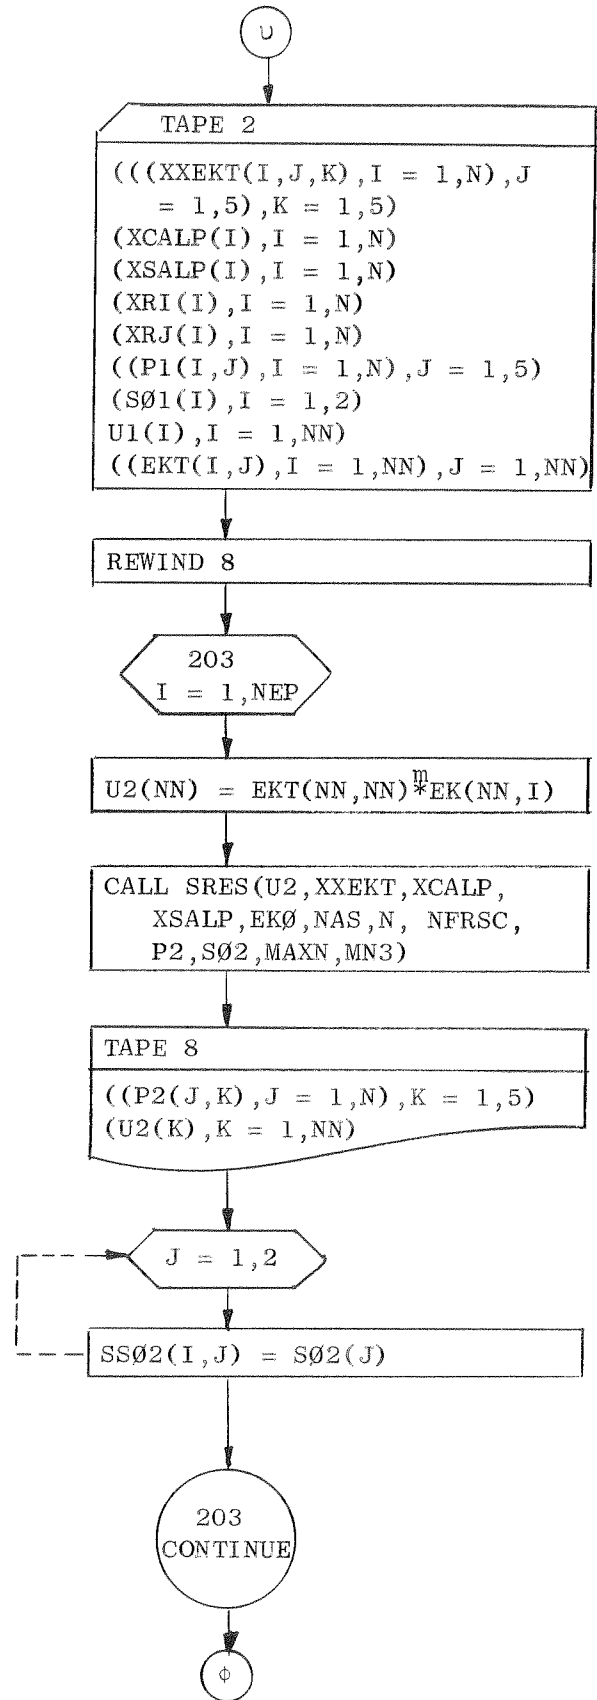 U
TAPE 2
(((XXEKT(I,J,K),I = 1,N),J
= 1,5),K = 1,5)
(XCALP(I),I = 1,N)
(XSALP(I),I = 1,N)
(XRI(I),I = 1,N)
(XRJ(I),I = 1,N)
((P1(I,J),I = 1,N),J = 1,5)
(SØ1(I),I = 1,2)
U1(I),I = 1,NN)
((EKT(I,J),I = 1,NN),J = 1,NN)
REWIND 8
203
I = 1,NEP
m
U2(NN) = EKT(NN,NN)*EK(NN,I)
CALL SRES(U2,XXEKT,XCALP,
XSALP,EKØ,NAS,N, NFRSC,
P2,SØ2,MAXN,MN3)
TAPE 8
((P2(J,K),J = 1,N),K = 1,5)
(U2(K),K = 1,NN)
J = 1,2
SSØ2(I,J) = SØ2(J)
203
CONTINUE
ϕ